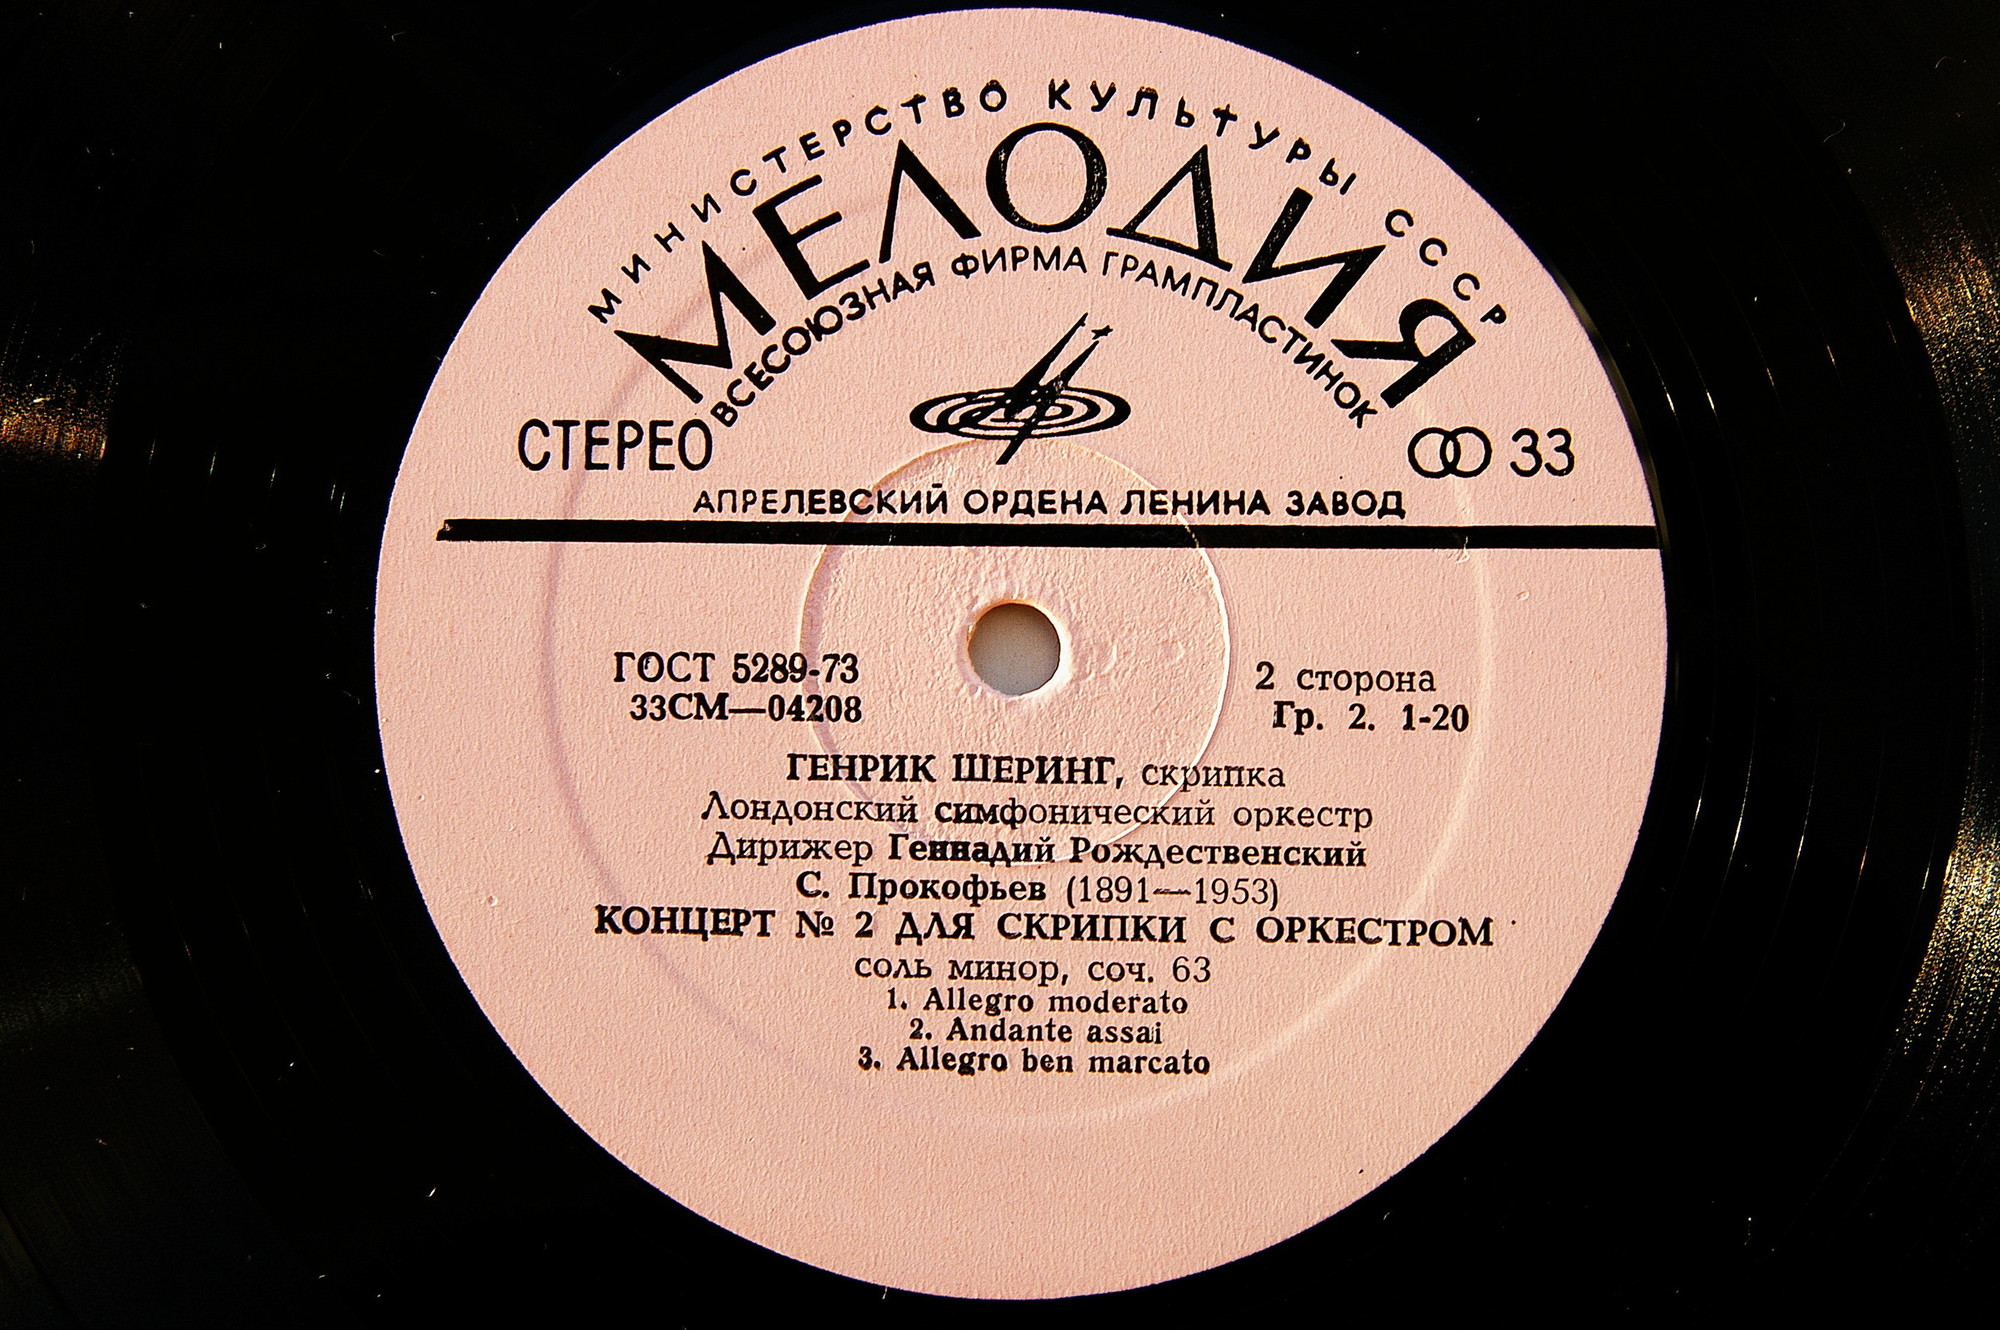 МИНИСТЕРСТВО КУЛЬТУРЫ СССР
МЕЛОДИЯ
ВСЕСОЮЗНАЯ ФИРМА ГРАМПЛАСТИНОК
СТЕРЕО
33
АПРЕЛЕВСКИЙ ОРДЕНА ЛЕНИНА ЗАВОД
ГОСТ 5289-73
33СМ—04208
2 сторона
Гр. 2. 1-20
ГЕНРИК ШЕРИНГ, скрипка
Лондонский симфонический оркестр
Дирижер Геннадий Рождественский
С. Прокофьев (1891—1953)
КОНЦЕРТ № 2 ДЛЯ СКРИПКИ С ОРКЕСТРОМ
соль минор, соч. 63
1. Allegro moderato
2. Andante assai
3. Allegro ben marcato